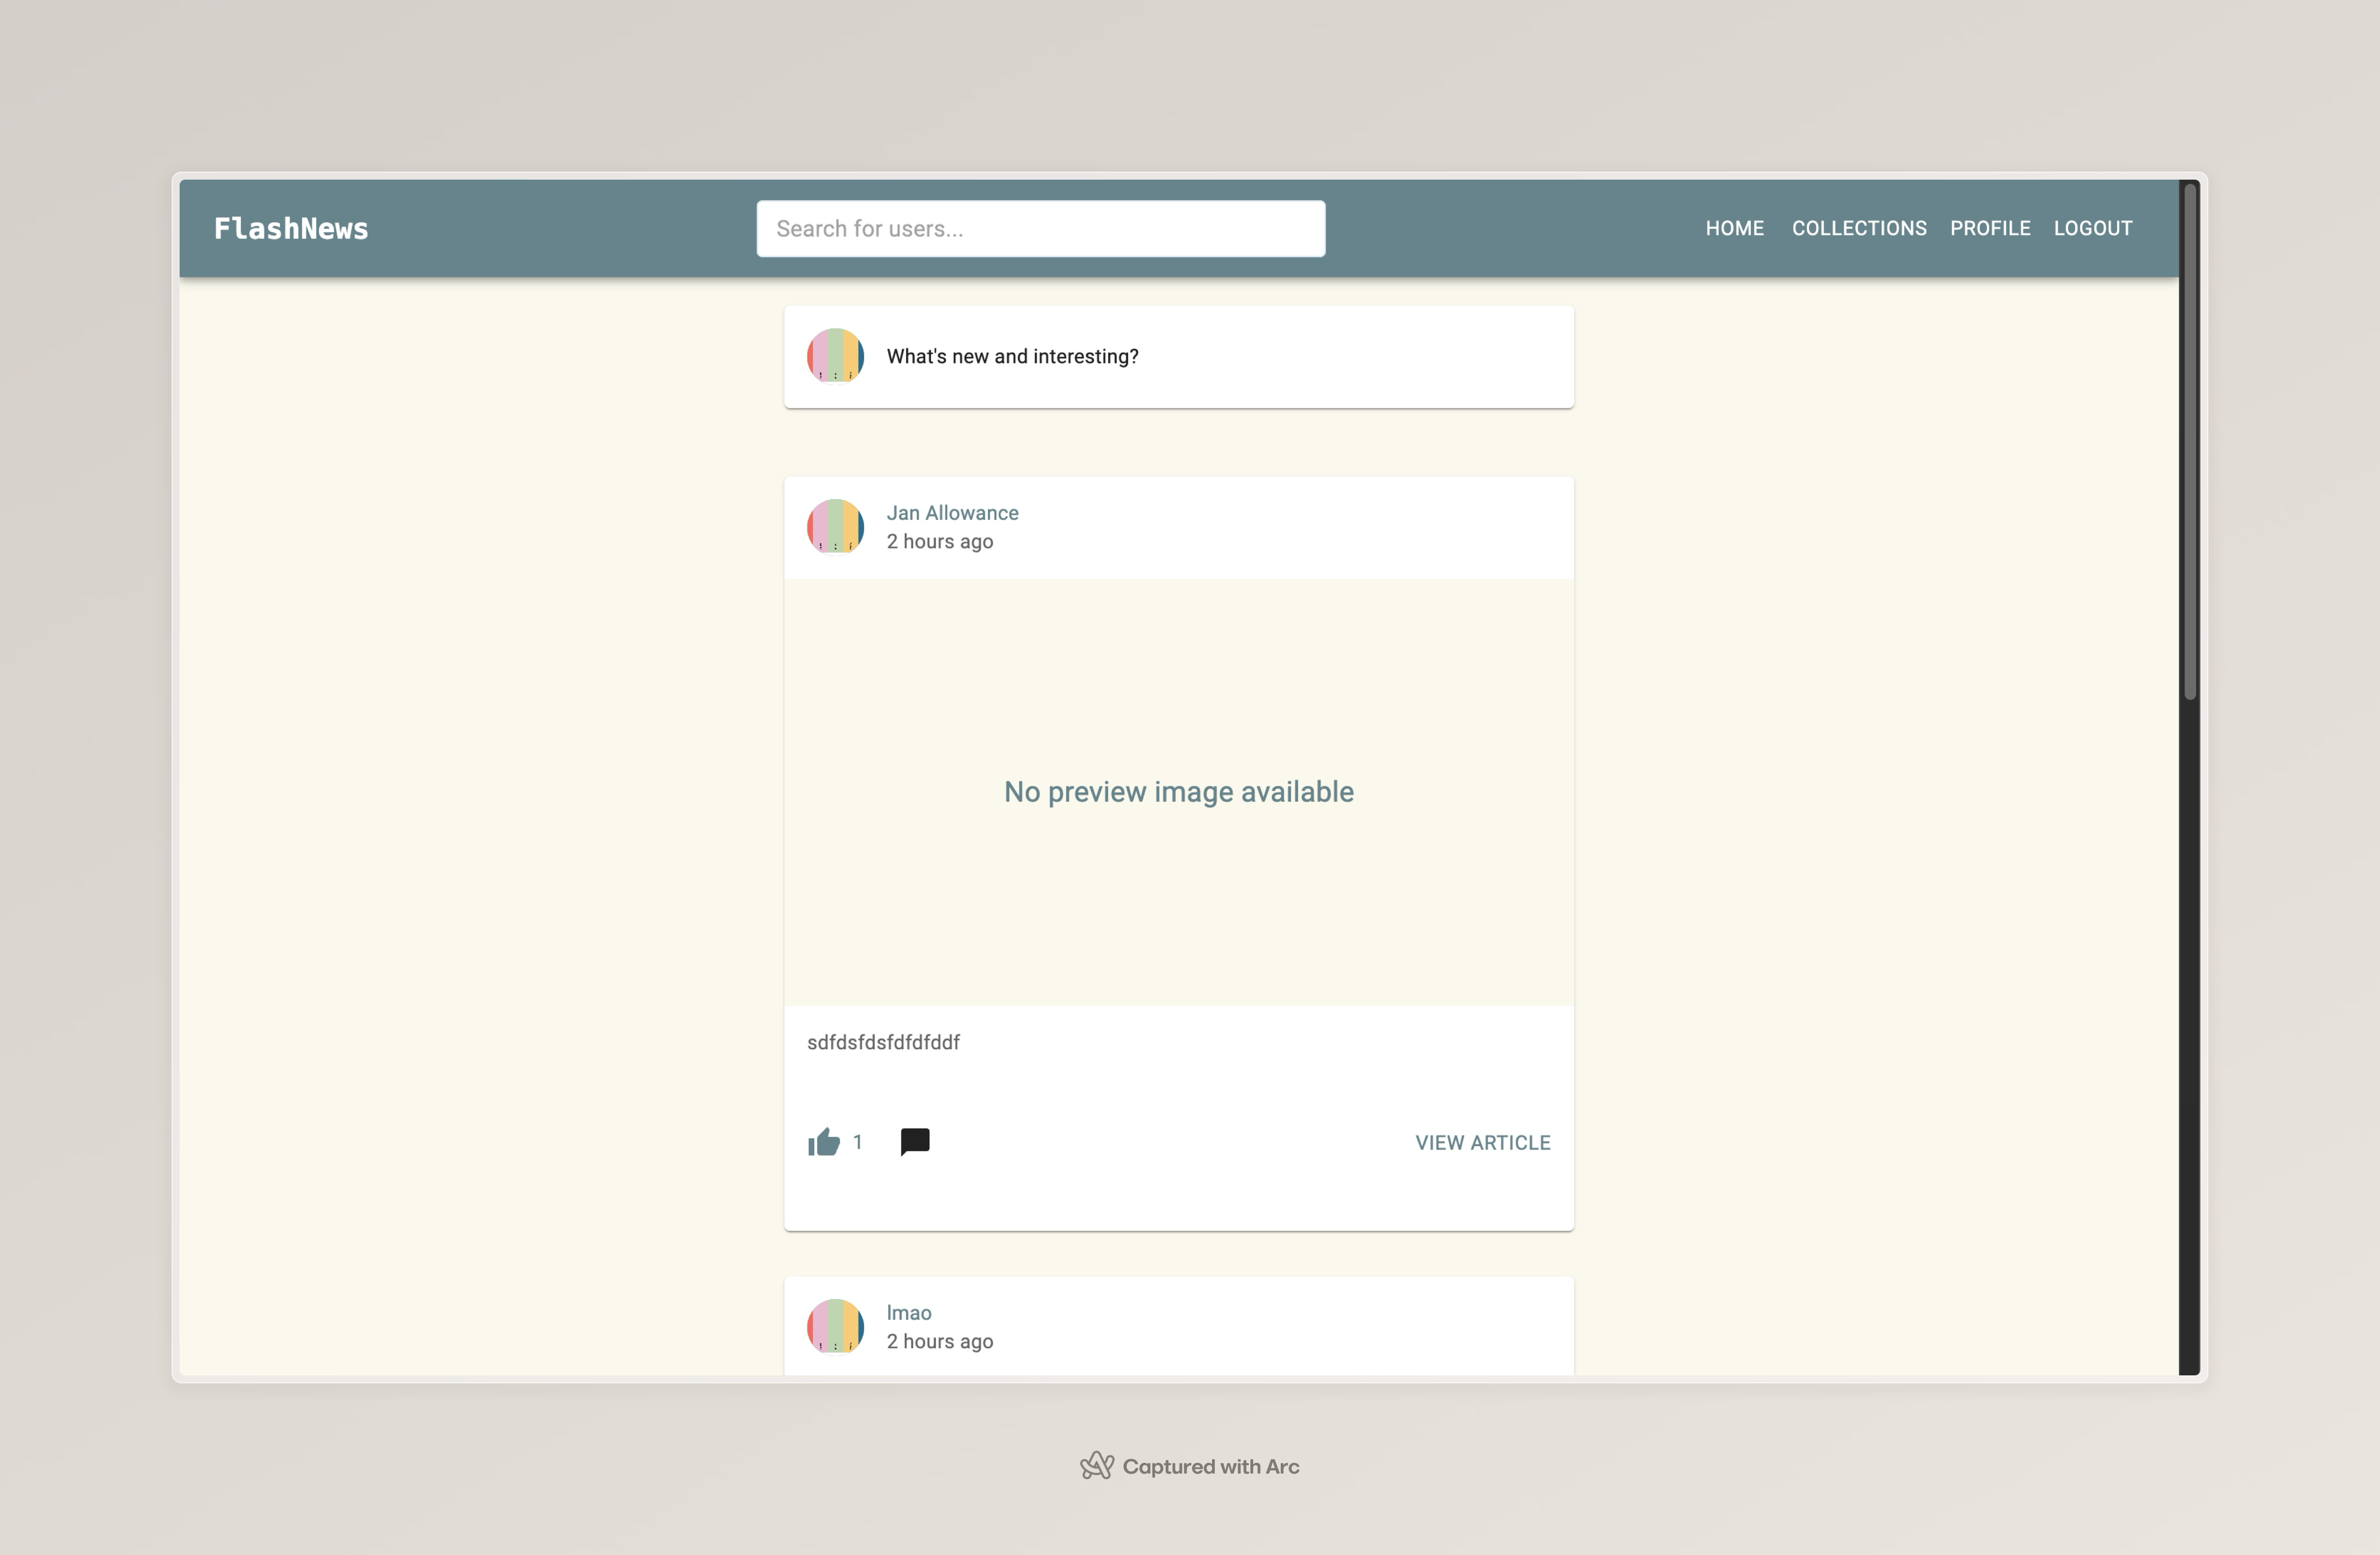 FlashNews
Search for users...
HOME COLLECTIONS PROFILE LOGOUT
What's new and interesting?
Jan Allowance
2 hours ago
No preview image available
sdfdsfdsfdfdfddf
1
VIEW ARTICLE
lmao
2 hours ago
Captured with Arc